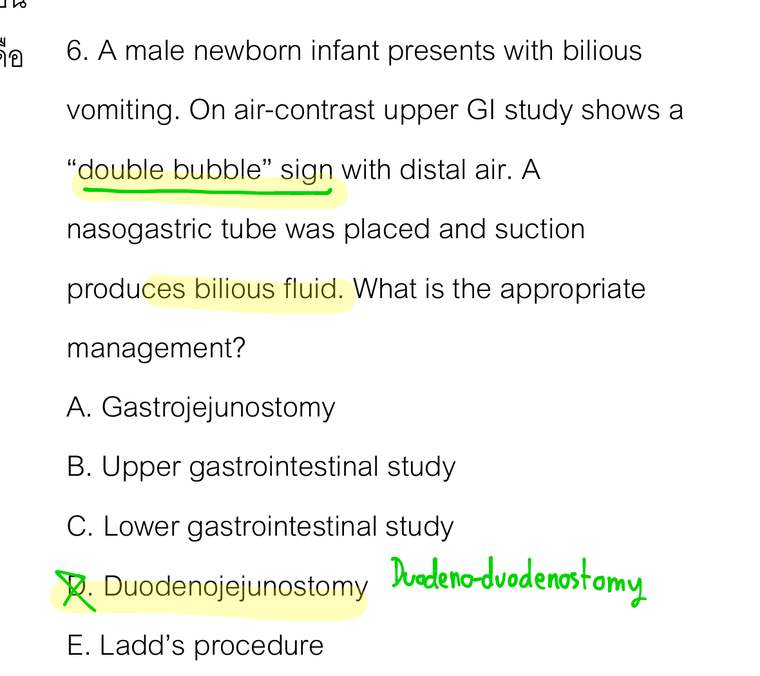 6. A male newborn infant presents with bilious
คือ
vomiting. On air-contrast upper GI study shows a
“double bubble” sign with distal air. A
nasogastric tube was placed and suction
produces bilious fluid. What is the appropriate
management?
A. Gastrojejunostomy
B. Upper gastrointestinal study
C. Lower gastrointestinal study
D. Duodenojejunostomy Duodeno-duodenostomy
E. Ladd’s procedure